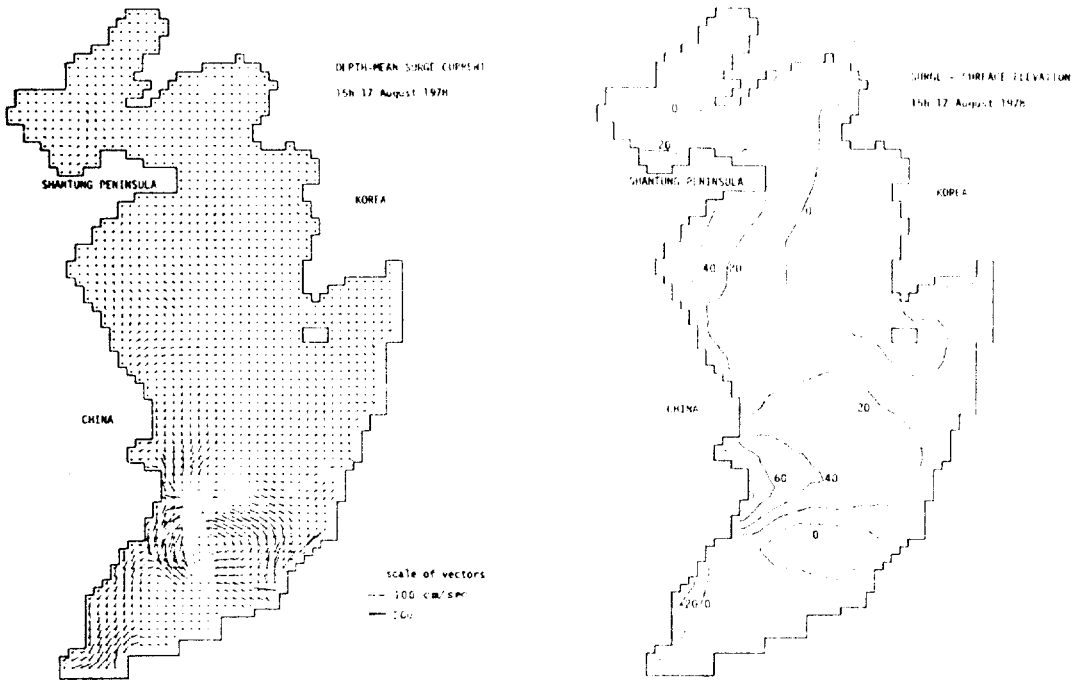 DEPTH-MEAN SURGE CURRENT
15h 17 August 1978
SHANTUNG PENINSULA
KOREA
CHINA
scale of vectors
100 cm/sec
SURGE - SURFACE ELEVATION
15h 17 August 1978
0
20
SHANTUNG PENINSULA
KOREA
0
40 20
CHINA
20
60 40
0
0